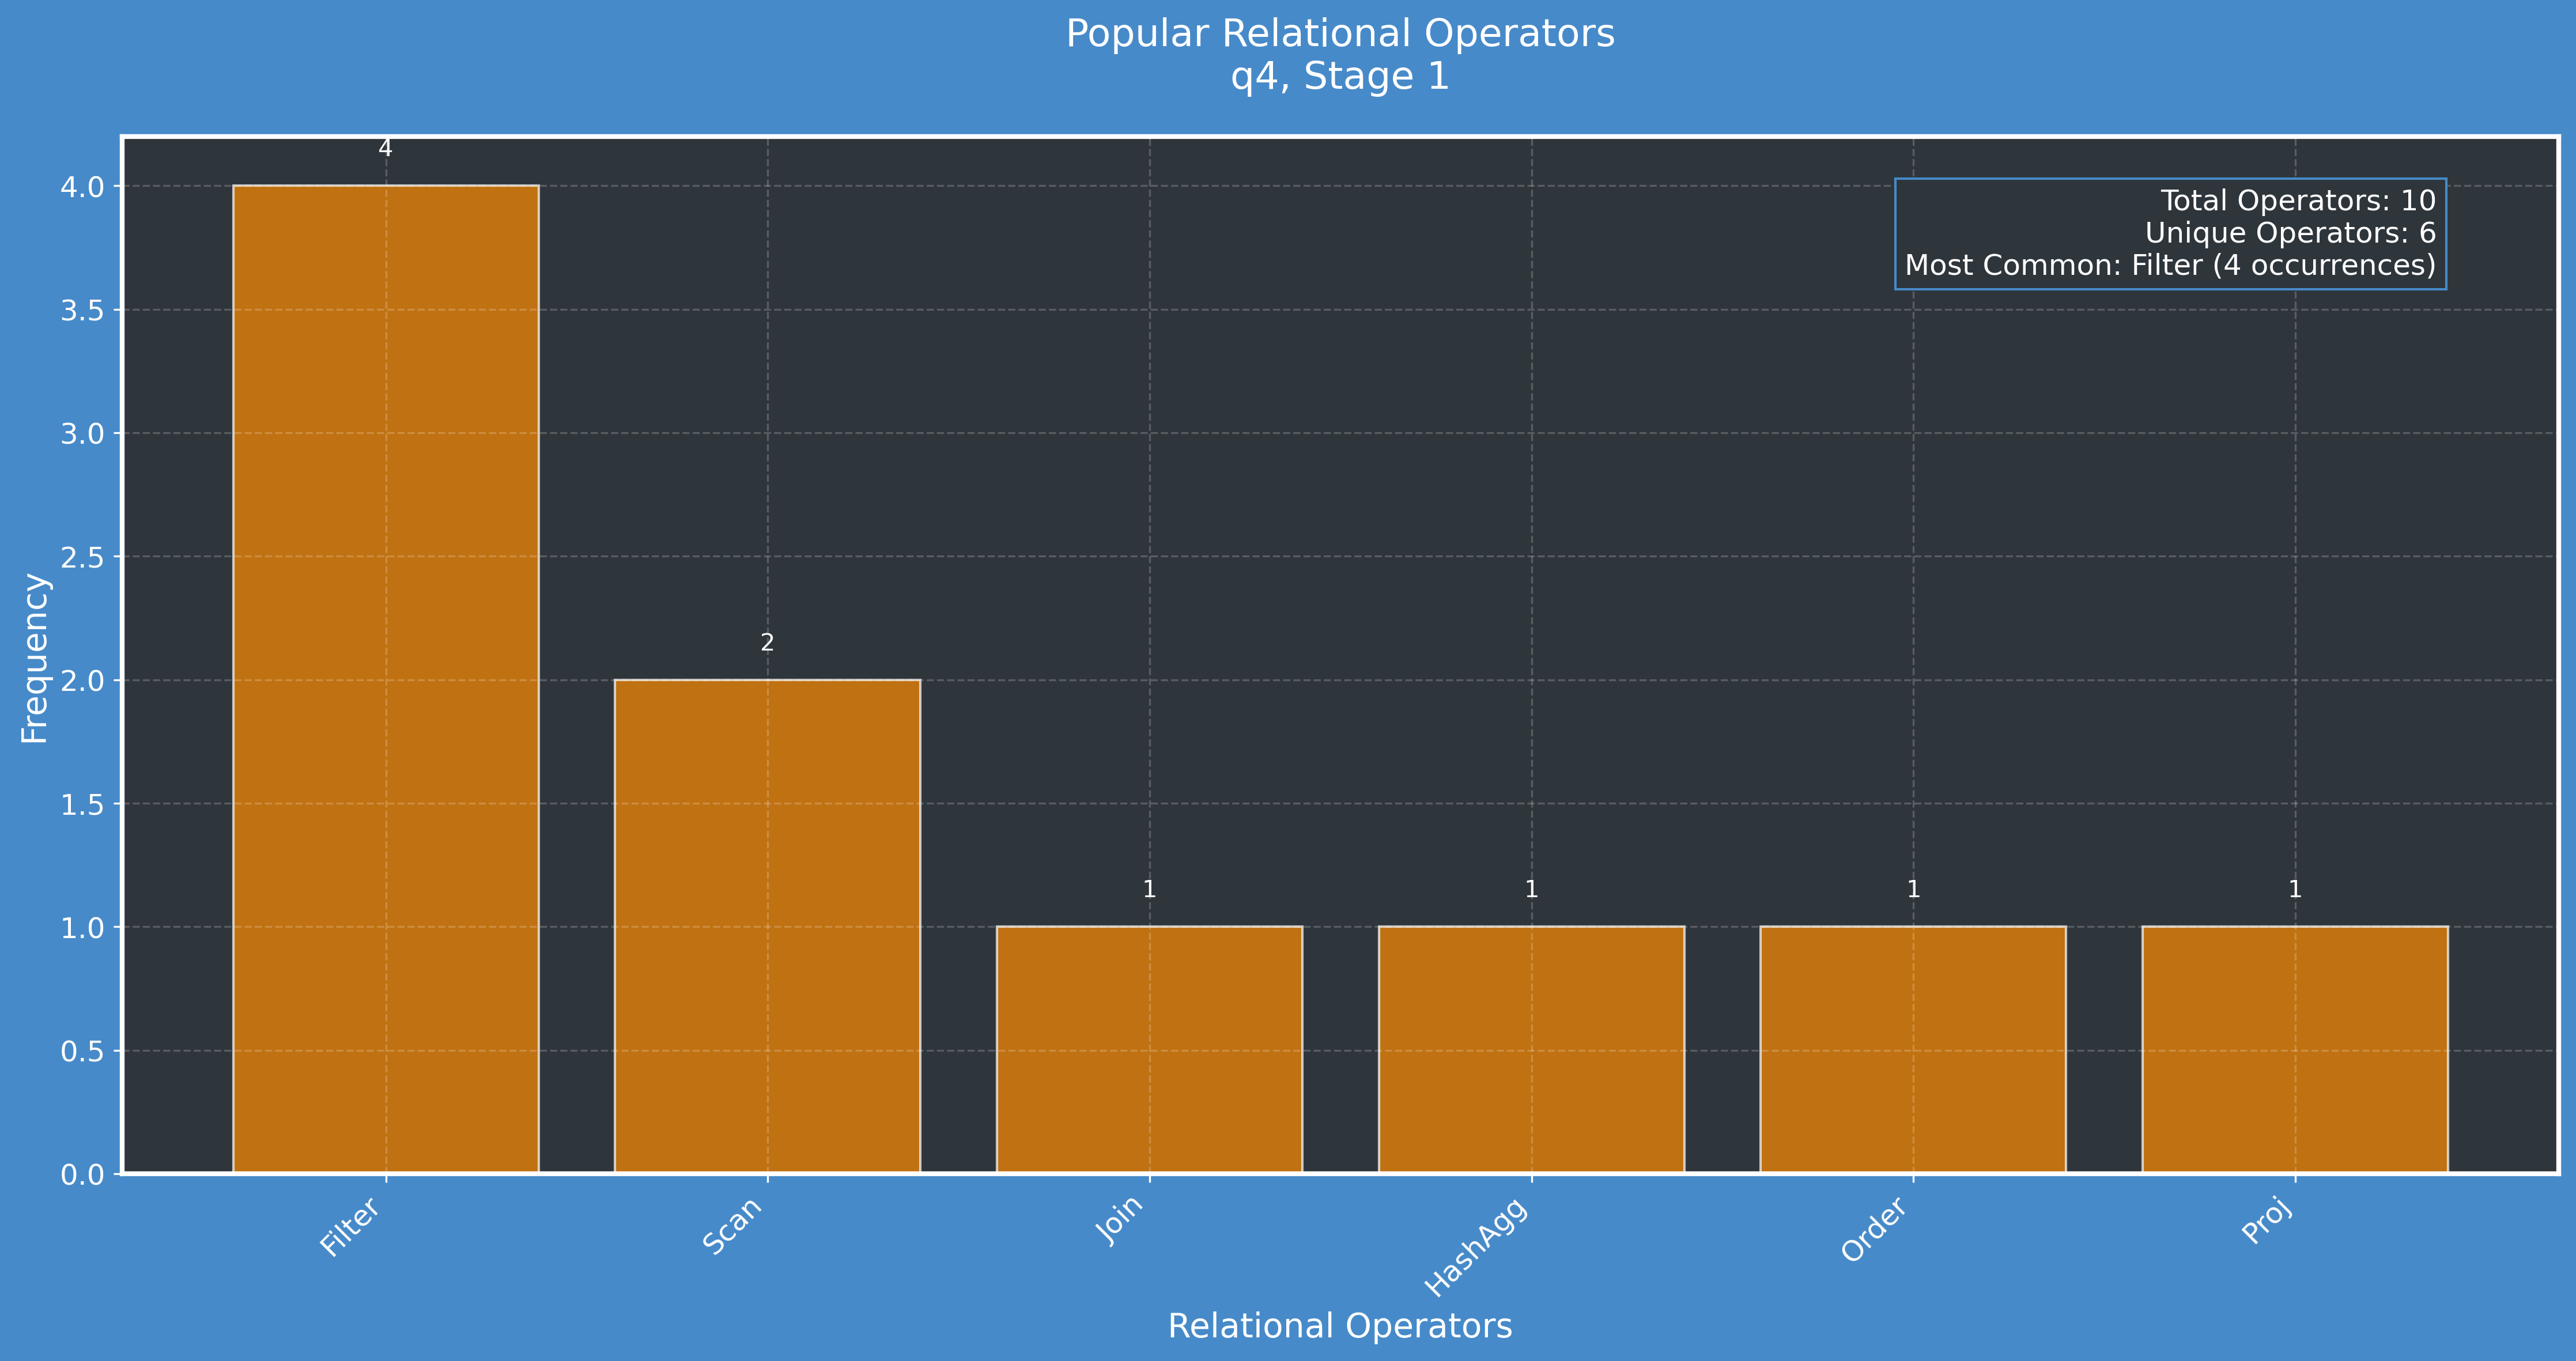 Popular Relational Operators
q4, Stage 1
4
4.0
Total Operators: 10
Unique Operators: 6
Most Common: Filter (4 occurrences)
3.5
3.0
2.5
2
2.0
1.5
1
1
1
1
1.0
0.5
0.0
Frequency
Filter
Scan
Join
HashAgg
Order
Proj
Relational Operators